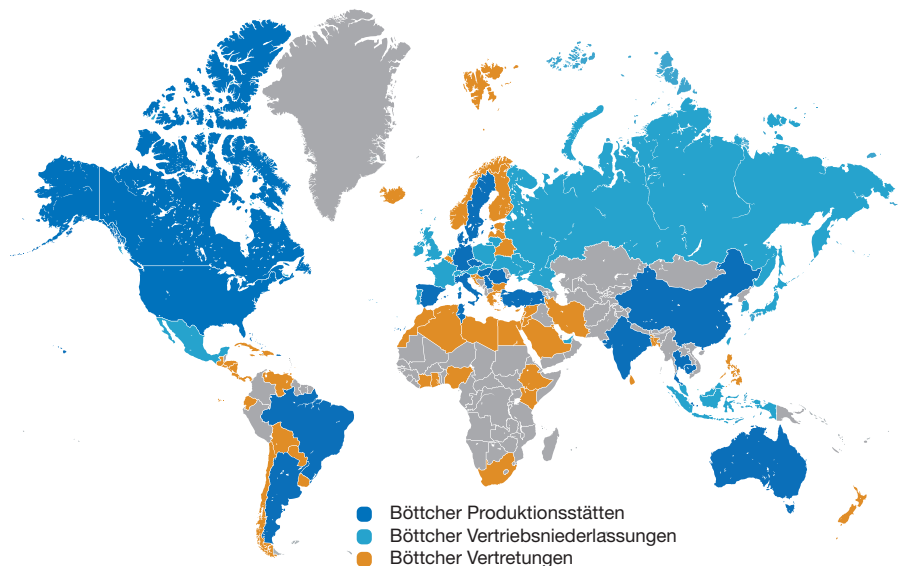 Böttcher Produktionsstätten
Böttcher Vertriebsniederlassungen
Böttcher Vertretungen